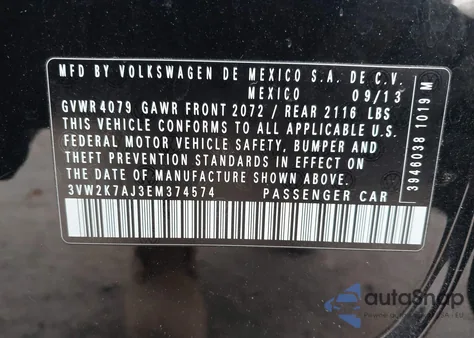 MFD BY VOLKSWAGEN DE MEXICO S.A. DE C.V.
MEXICO 09/13
GVWR 4079 GAWR FRONT 2072 / REAR 2116 LBS
THIS VEHICLE CONFORMS TO ALL APPLICABLE U.S.
FEDERAL MOTOR VEHICLE SAFETY, BUMPER AND
THEFT PREVENTION STANDARDS IN EFFECT ON
THE DATE OF MANUFACTURE SHOWN ABOVE
3VW2K7AJ3EM374574 PASSENGER CAR
3946038 1019 M
autoSnap